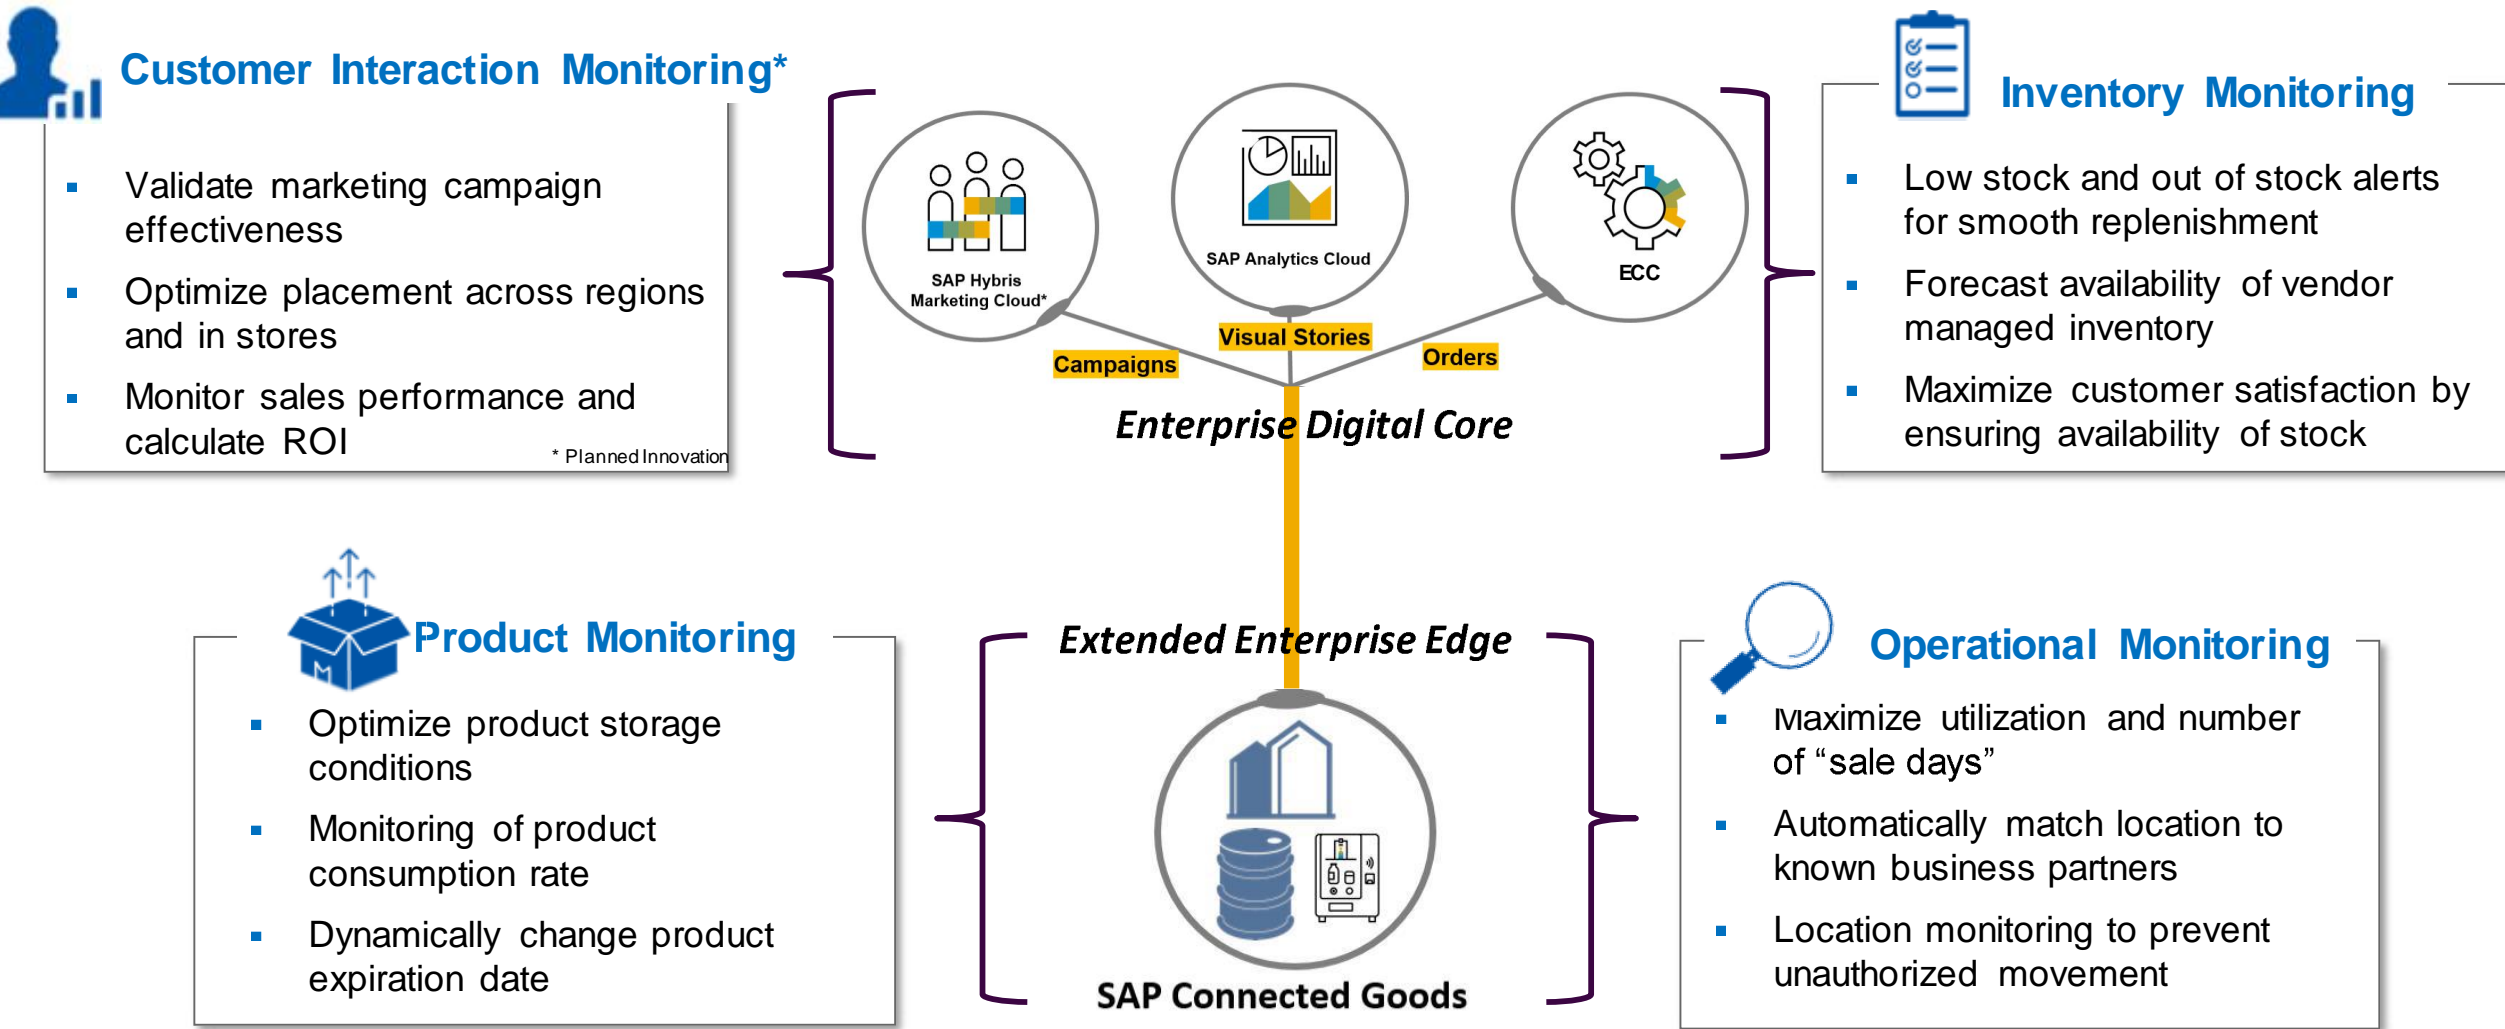 Customer Interaction Monitoring*
Validate marketing campaign
effectiveness
Optimize placement across regions
and in stores
Monitor sales performance and
calculate ROI
* Planned Innovation
SAP Hybris
Marketing Cloud*
SAP Analytics Cloud
ECC
Campaigns
Visual Stories
Orders
Enterprise Digital Core
Inventory Monitoring
Low stock and out of stock alerts
for smooth replenishment
Forecast availability of vendor
managed inventory
Maximize customer satisfaction by
ensuring availability of stock
M
Product Monitoring
Optimize product storage
conditions
Monitoring of product
consumption rate
Dynamically change product
expiration date
Extended Enterprise Edge
SAP Connected Goods
Operational Monitoring
Maximize utilization and number
of “sale days”
Automatically match location to
known business partners
Location monitoring to prevent
unauthorized movement